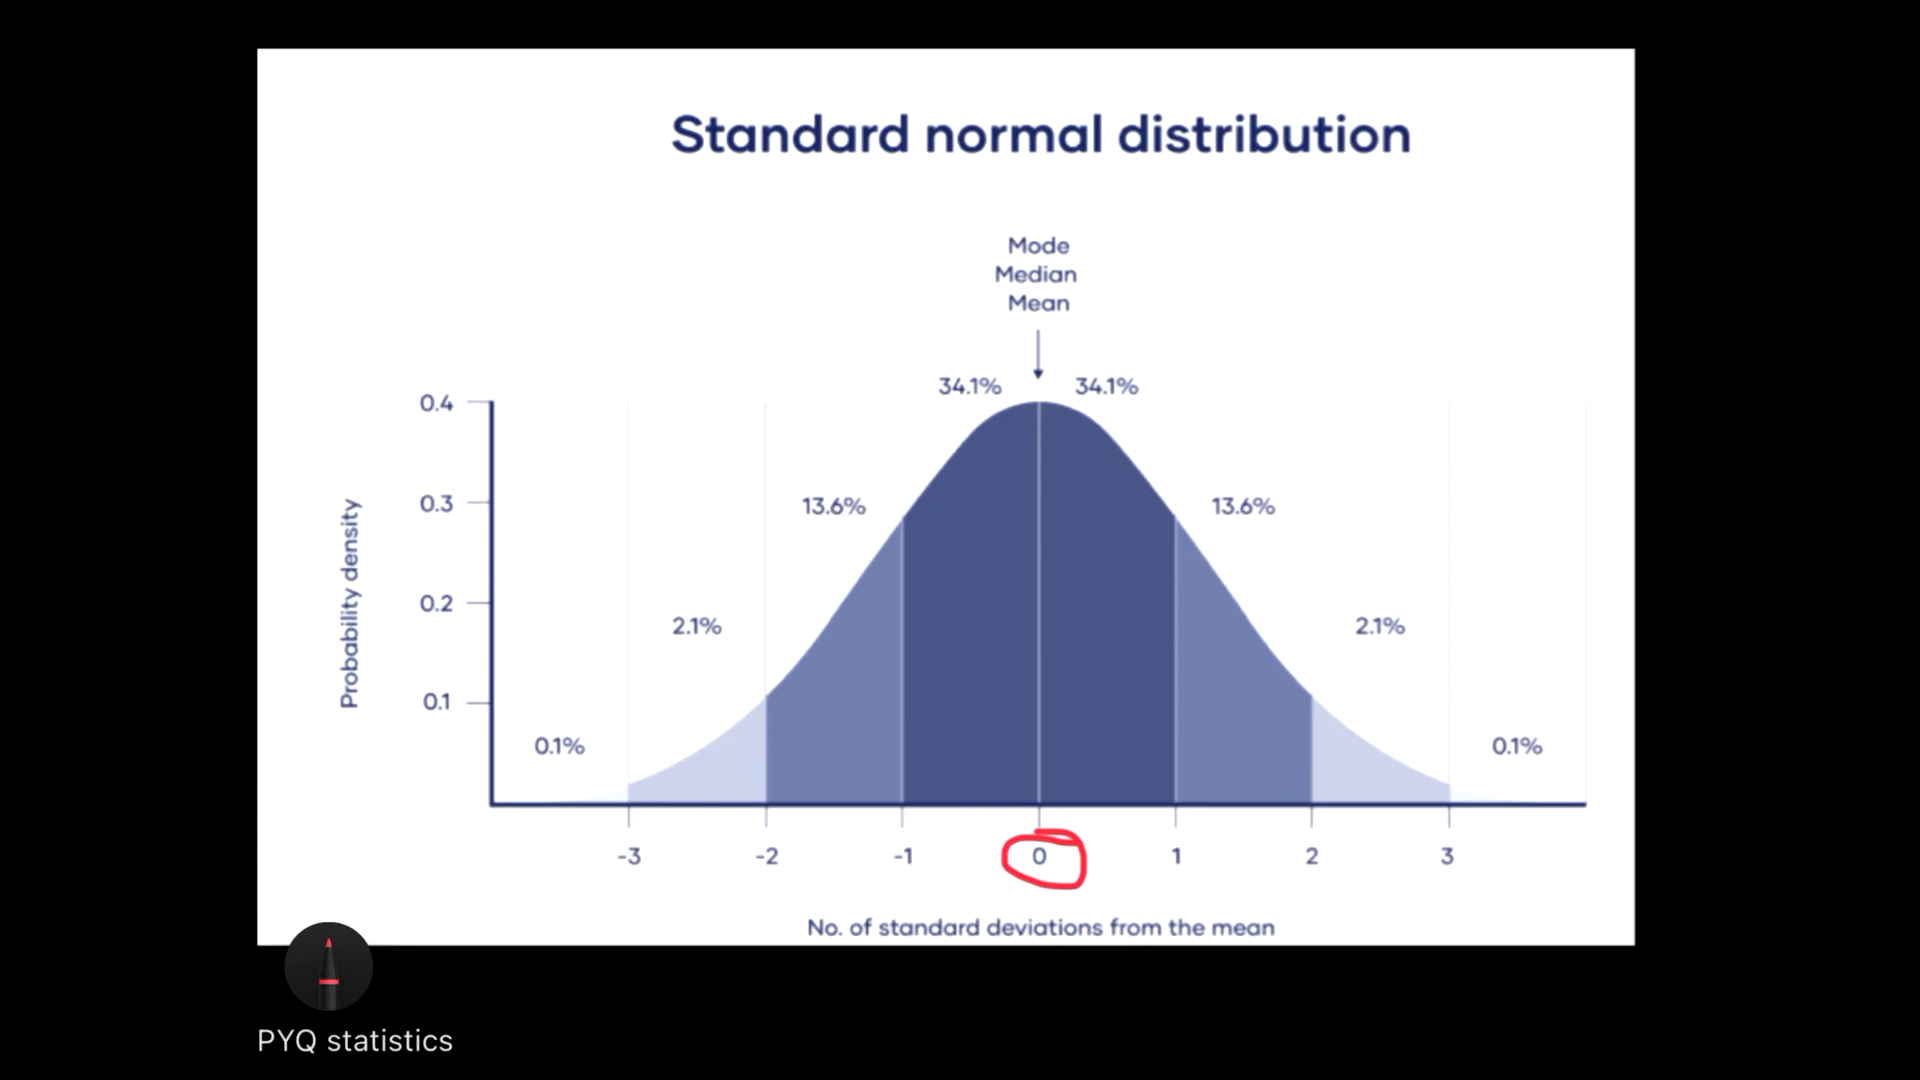 Standard normal distribution
Mode
Median
Mean
34.1% 34.1%
0.4
13.6% 13.6%
0.3
0.2
2.1% 2.1%
0.1
0.1% 0.1%
Probability density
-3 -2 -1 0 1 2 3
No. of standard deviations from the mean
PYQ statistics